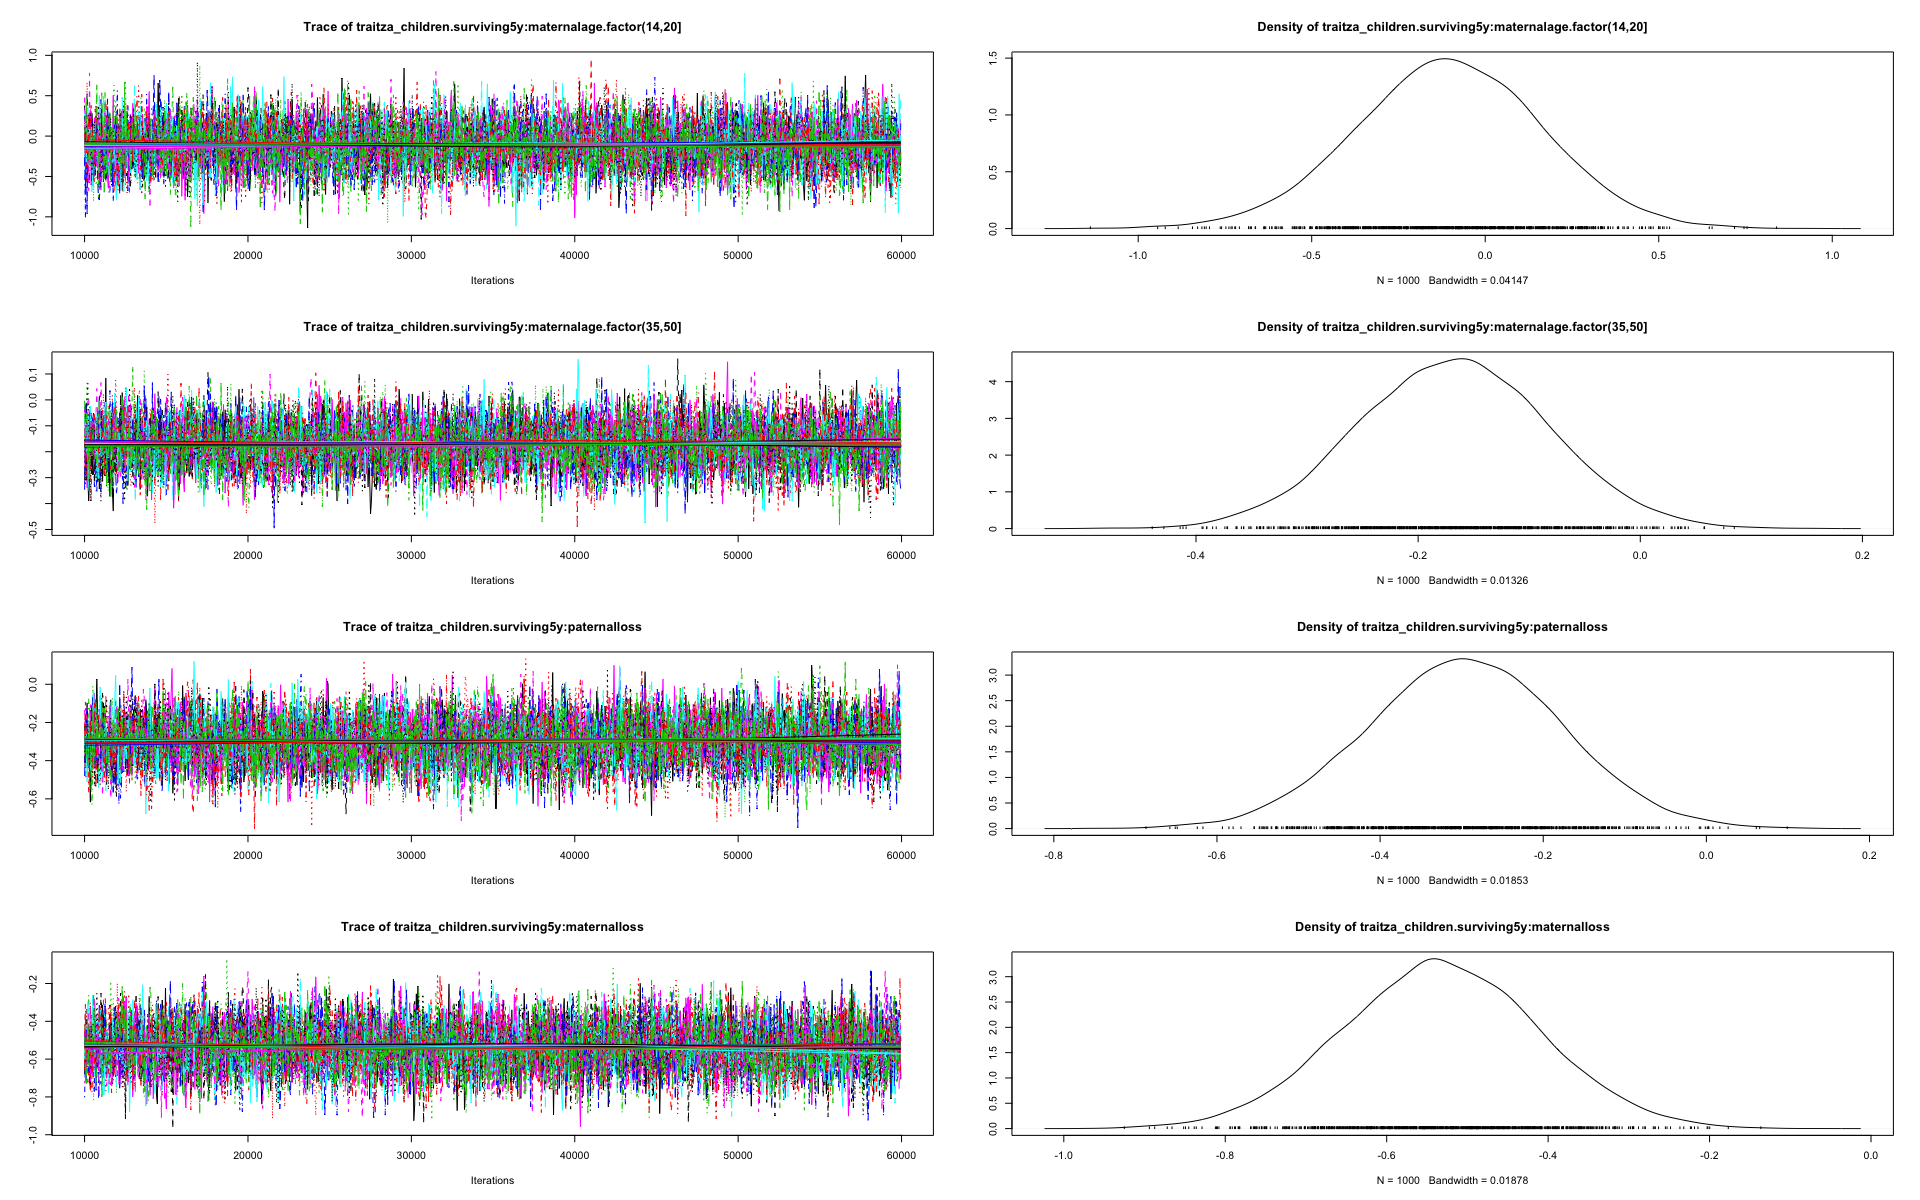 Trace of traitza_children.surviving5y:maternalage.factor(14,20]
1.0
0.5
0.0
-0.5
-1.0
10000 20000 30000 40000 50000 60000
Iterations
Density of traitza_children.surviving5y:maternalage.factor(14,20]
1.5
1.0
0.5
0.0
-1.0 -0.5 0.0 0.5 1.0
N = 1000 Bandwidth = 0.04147
Trace of traitza_children.surviving5y:maternalage.factor(35,50]
0.1
0.0
-0.1
-0.3
-0.5
10000 20000 30000 40000 50000 60000
Iterations
Density of traitza_children.surviving5y:maternalage.factor(35,50]
4
3
2
1
0
-0.4 -0.2 0.0 0.2
N = 1000 Bandwidth = 0.01326
Trace of traitza_children.surviving5y:paternalloss
0.0
-0.2
-0.4
-0.6
10000 20000 30000 40000 50000 60000
Iterations
Density of traitza_children.surviving5y:paternalloss
3.0
2.5
2.0
1.5
1.0
0.5
0.0
-0.8 -0.6 -0.4 -0.2 0.0 0.2
N = 1000 Bandwidth = 0.01853
Trace of traitza_children.surviving5y:maternalloss
-0.2
-0.4
-0.6
-0.8
-1.0
10000 20000 30000 40000 50000 60000
Iterations
Density of traitza_children.surviving5y:maternalloss
3.0
2.5
2.0
1.5
1.0
0.5
0.0
-1.0 -0.8 -0.6 -0.4 -0.2 0.0
N = 1000 Bandwidth = 0.01878